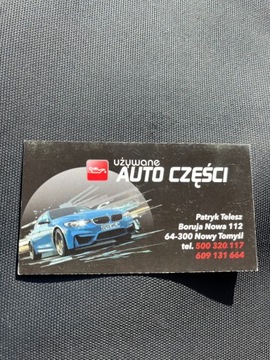 używane
AUTO CZĘŚCI
Patryk Telesz
Boruja Nowa 112
64-300 Nowy Tomyśl
tel. 500 320 117
609 131 664